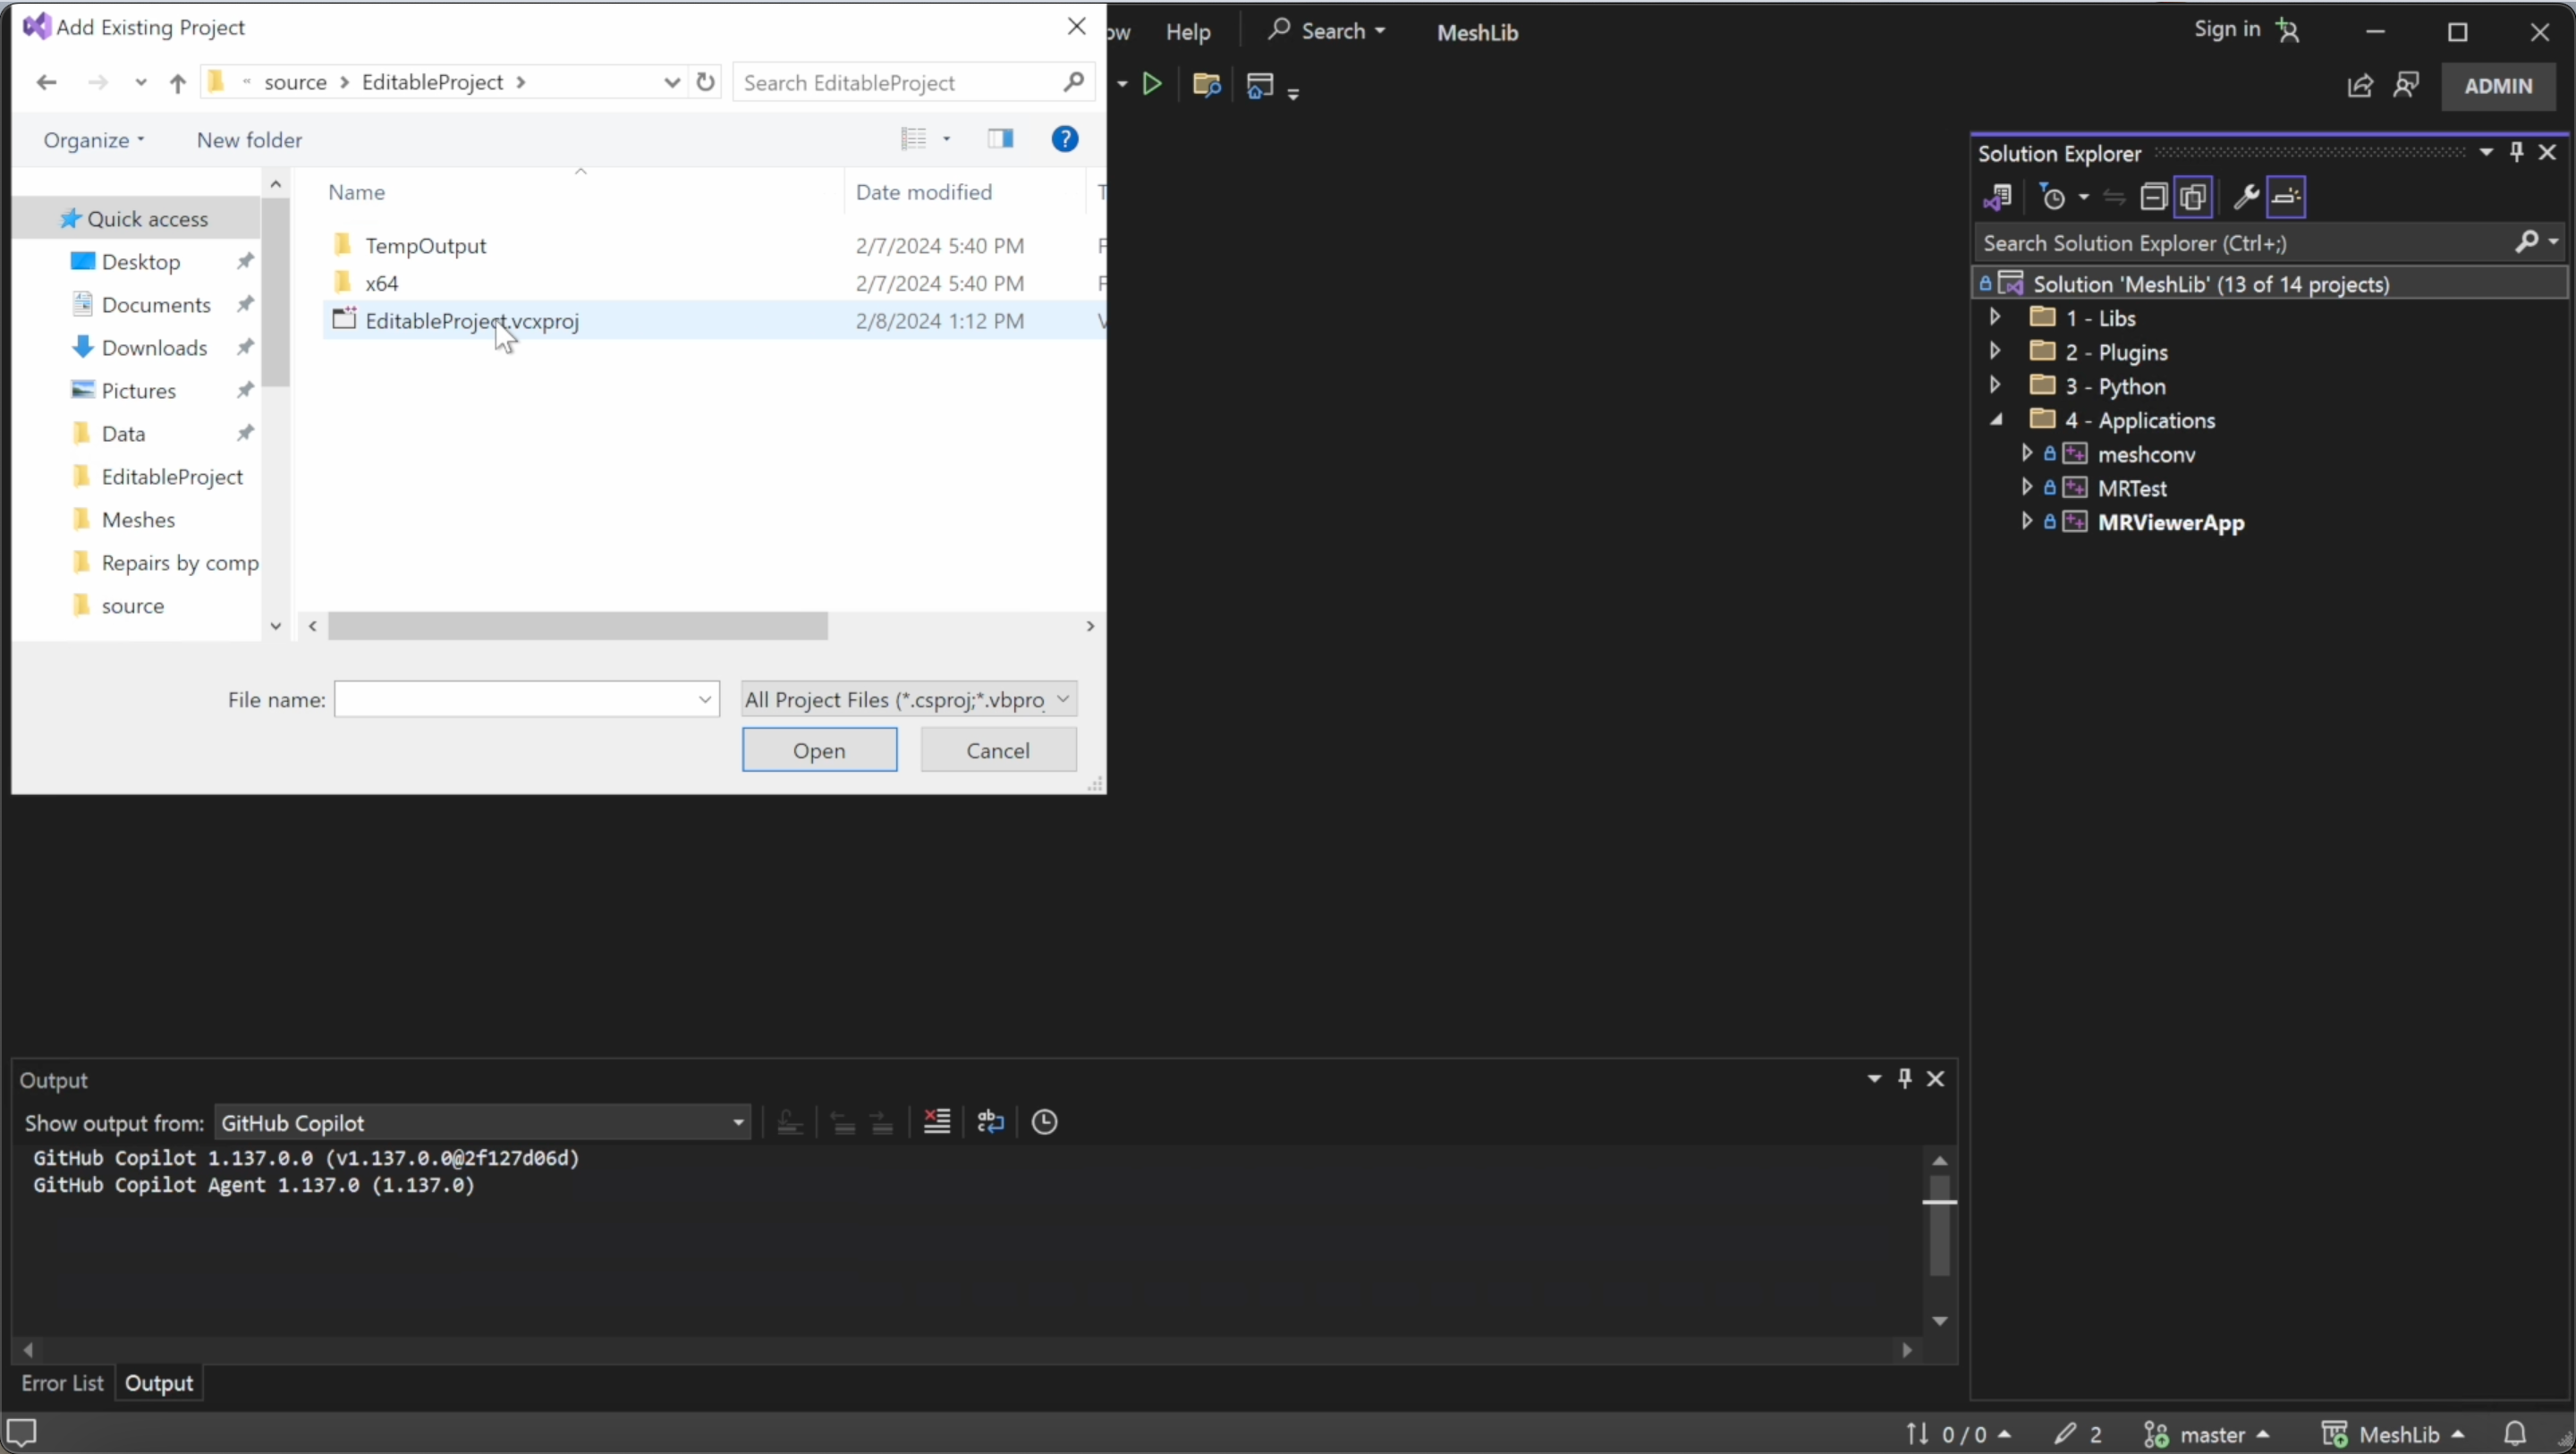 Add Existing Project
Help
Search
MeshLib
Sign in
« source > EditableProject >
Search EditableProject
ADMIN
Organize
New folder
Name
Date modified
Quick access
Desktop
Documents
Downloads
Pictures
Data
EditableProject
Meshes
Repairs by comp
source
TempOutput 2/7/2024 5:40 PM
x64 2/7/2024 5:40 PM
EditableProject.vcxproj 2/8/2024 1:12 PM
File name:
All Project Files (*.csproj;*.vbproj
Open
Cancel
Solution Explorer
Search Solution Explorer (Ctrl+;)
Solution 'MeshLib' (13 of 14 projects)
1 - Libs
2 - Plugins
3 - Python
4 - Applications
meshconv
MRTest
MRViewerApp
Output
Show output from: GitHub Copilot
GitHub Copilot 1.137.0.0 (v1.137.0.0@2f127d06d)
GitHub Copilot Agent 1.137.0 (1.137.0)
Error List
Output
0 / 0
2
master
MeshLib